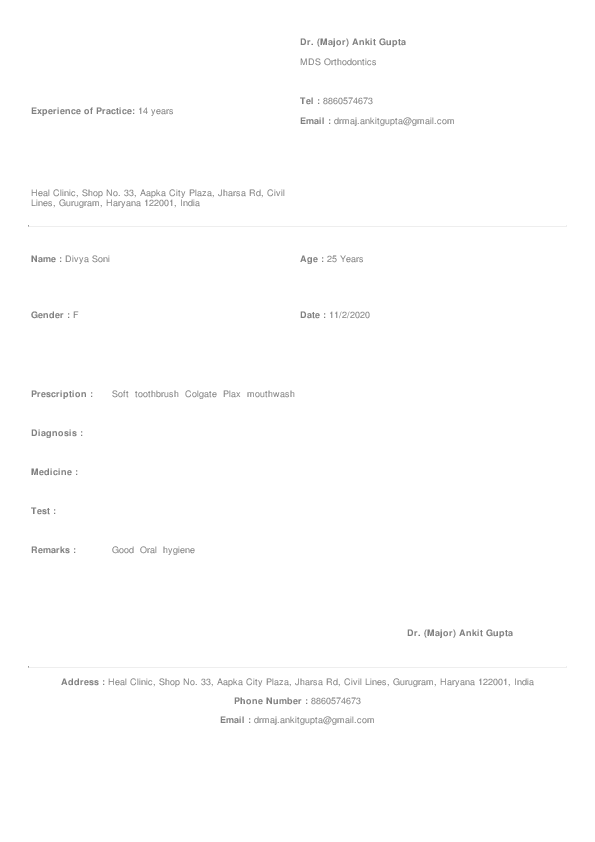 Dr. (Major) Ankit Gupta
MDS Orthodontics
Tel : 8860574673
Experience of Practice: 14 years
Email : drmaj.ankitgupta@gmail.com
Heal Clinic, Shop No. 33, Aapka City Plaza, Jharsa Rd, Civil
Lines, Gurugram, Haryana 122001, India
Name : Divya Soni
Age : 25 Years
Gender : F
Date : 11/2/2020
Prescription : Soft toothbrush Colgate Plax mouthwash
Diagnosis :
Medicine :
Test :
Remarks : Good Oral hygiene
Dr. (Major) Ankit Gupta
Address : Heal Clinic, Shop No. 33, Aapka City Plaza, Jharsa Rd, Civil Lines, Gurugram, Haryana 122001, India
Phone Number : 8860574673
Email : drmaj.ankitgupta@gmail.com